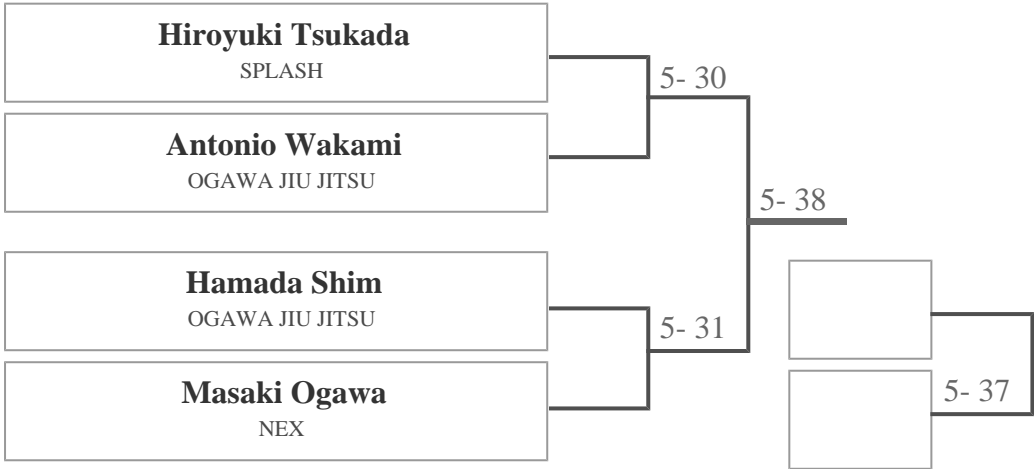 Hiroyuki Tsukada
SPLASH
5- 30
Antonio Wakami
OGAWA JIU JITSU
5- 38
Hamada Shim
OGAWA JIU JITSU
5- 31
Masaki Ogawa
NEX
5- 37